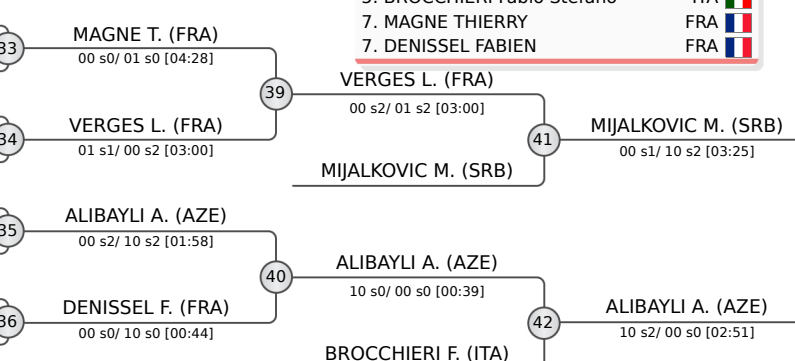 5. BROCCHIERI Fabio Stefano ITA
7. MAGNE THIERRY FRA
7. DENISSEL FABIEN FRA
33
MAGNE T. (FRA)
00 s0/ 01 s0 [04:28]
39
VERGES L. (FRA)
00 s2/ 01 s2 [03:00]
34
VERGES L. (FRA)
01 s1/ 00 s2 [03:00]
41
MIJALKOVIC M. (SRB)
00 s1/ 10 s2 [03:25]
MIJALKOVIC M. (SRB)
35
ALIBAYLI A. (AZE)
00 s2/ 10 s2 [01:58]
40
ALIBAYLI A. (AZE)
10 s0/ 00 s0 [00:39]
36
DENISSEL F. (FRA)
00 s0/ 10 s0 [00:44]
42
ALIBAYLI A. (AZE)
10 s2/ 00 s0 [02:51]
BROCCHIERI F. (ITA)